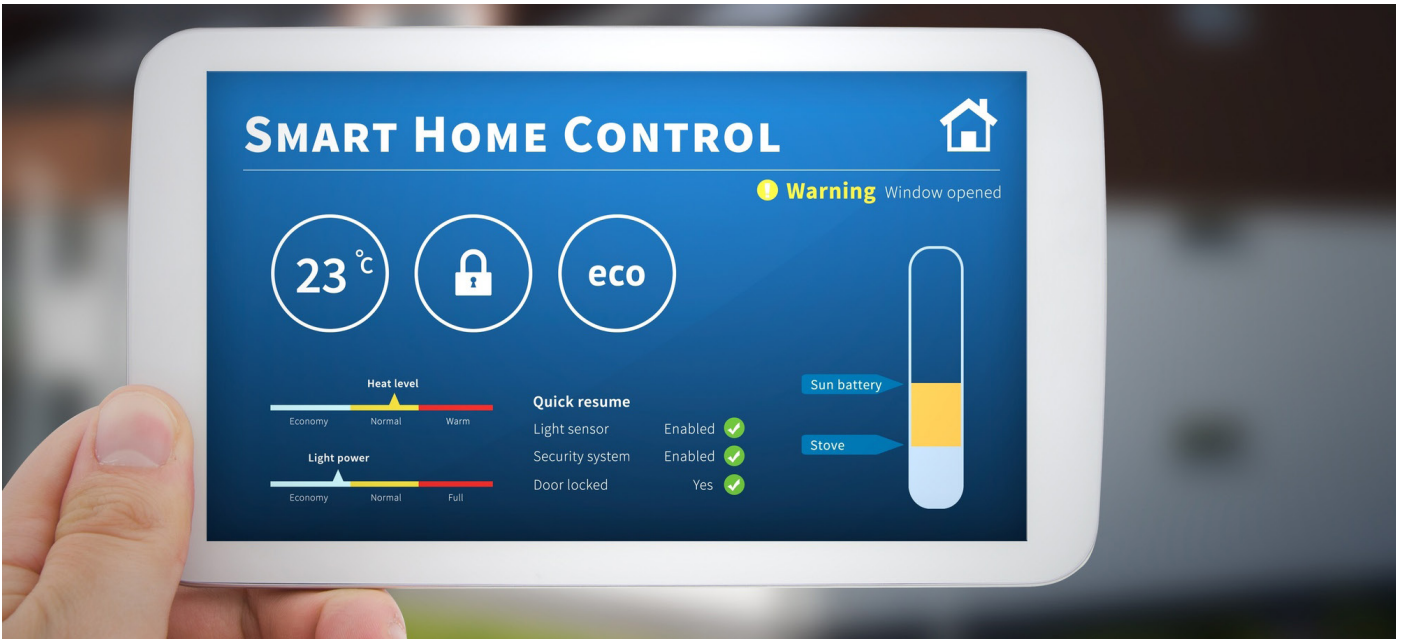 SMART HOME CONTROL
! Warning Window opened
23 °C
eco
Heat level
Economy Normal Warm
Light power
Economy Normal Full
Quick resume
Light sensor Enabled
Security system Enabled
Door locked Yes
Sun battery
Stove